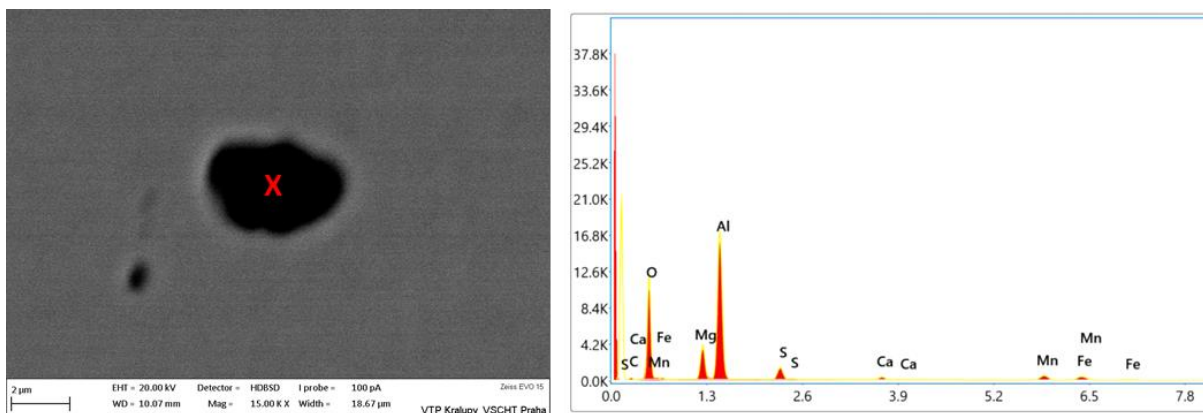 X
2 µm
EHT = 20.00 kV Detector = HDBSD I probe = 100 pA Zeiss EVO 15
WD = 10.07 mm Mag = 15.00 K X Width = 18.67 µm VTP Kralupy VSCHT Praha
37.8K
33.6K
29.4K
25.2K
21.0K
16.8K
12.6K
8.4K
4.2K
0.0K
Al
O
Ca Fe Mg Mn
S C Mn S S Ca Ca Mn Fe Fe
0.0 1.3 2.6 3.9 5.2 6.5 7.8